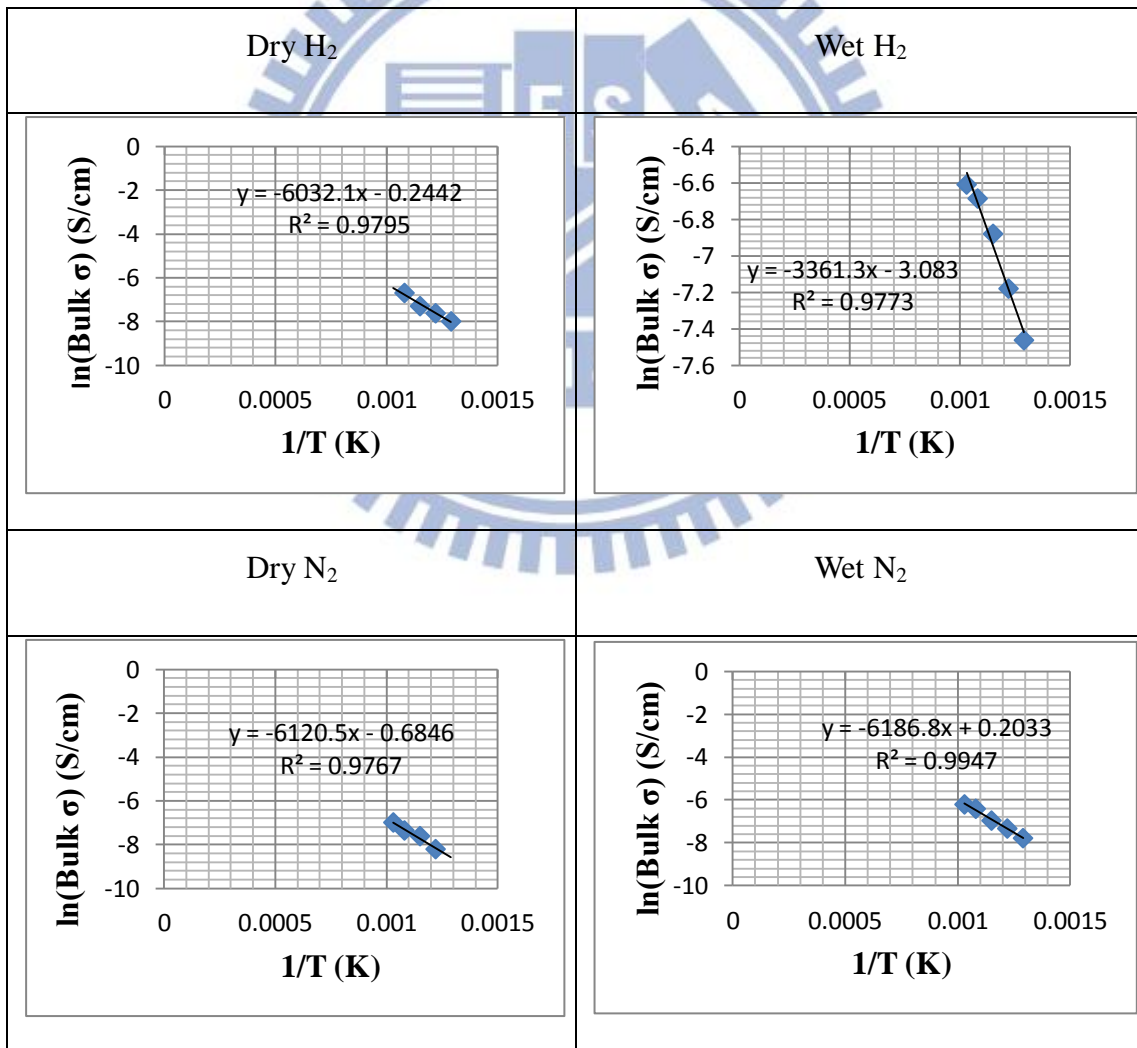 Dry H₂
Wet H₂
ln(Bulk σ) (S/cm)
0
-2
-4
-6
-8
-10
y = -6032.1x - 0.2442
R² = 0.9795
0 0.0005 0.001 0.0015
1/T (K)
ln(Bulk σ) (S/cm)
-6.4
-6.6
-6.8
-7
-7.2
-7.4
-7.6
y = -3361.3x - 3.083
R² = 0.9773
0 0.0005 0.001 0.0015
1/T (K)
Dry N₂
Wet N₂
ln(Bulk σ) (S/cm)
0
-2
-4
-6
-8
-10
y = -6120.5x - 0.6846
R² = 0.9767
0 0.0005 0.001 0.0015
1/T (K)
ln(Bulk σ) (S/cm)
0
-2
-4
-6
-8
-10
y = -6186.8x + 0.2033
R² = 0.9947
0 0.0005 0.001 0.0015
1/T (K)